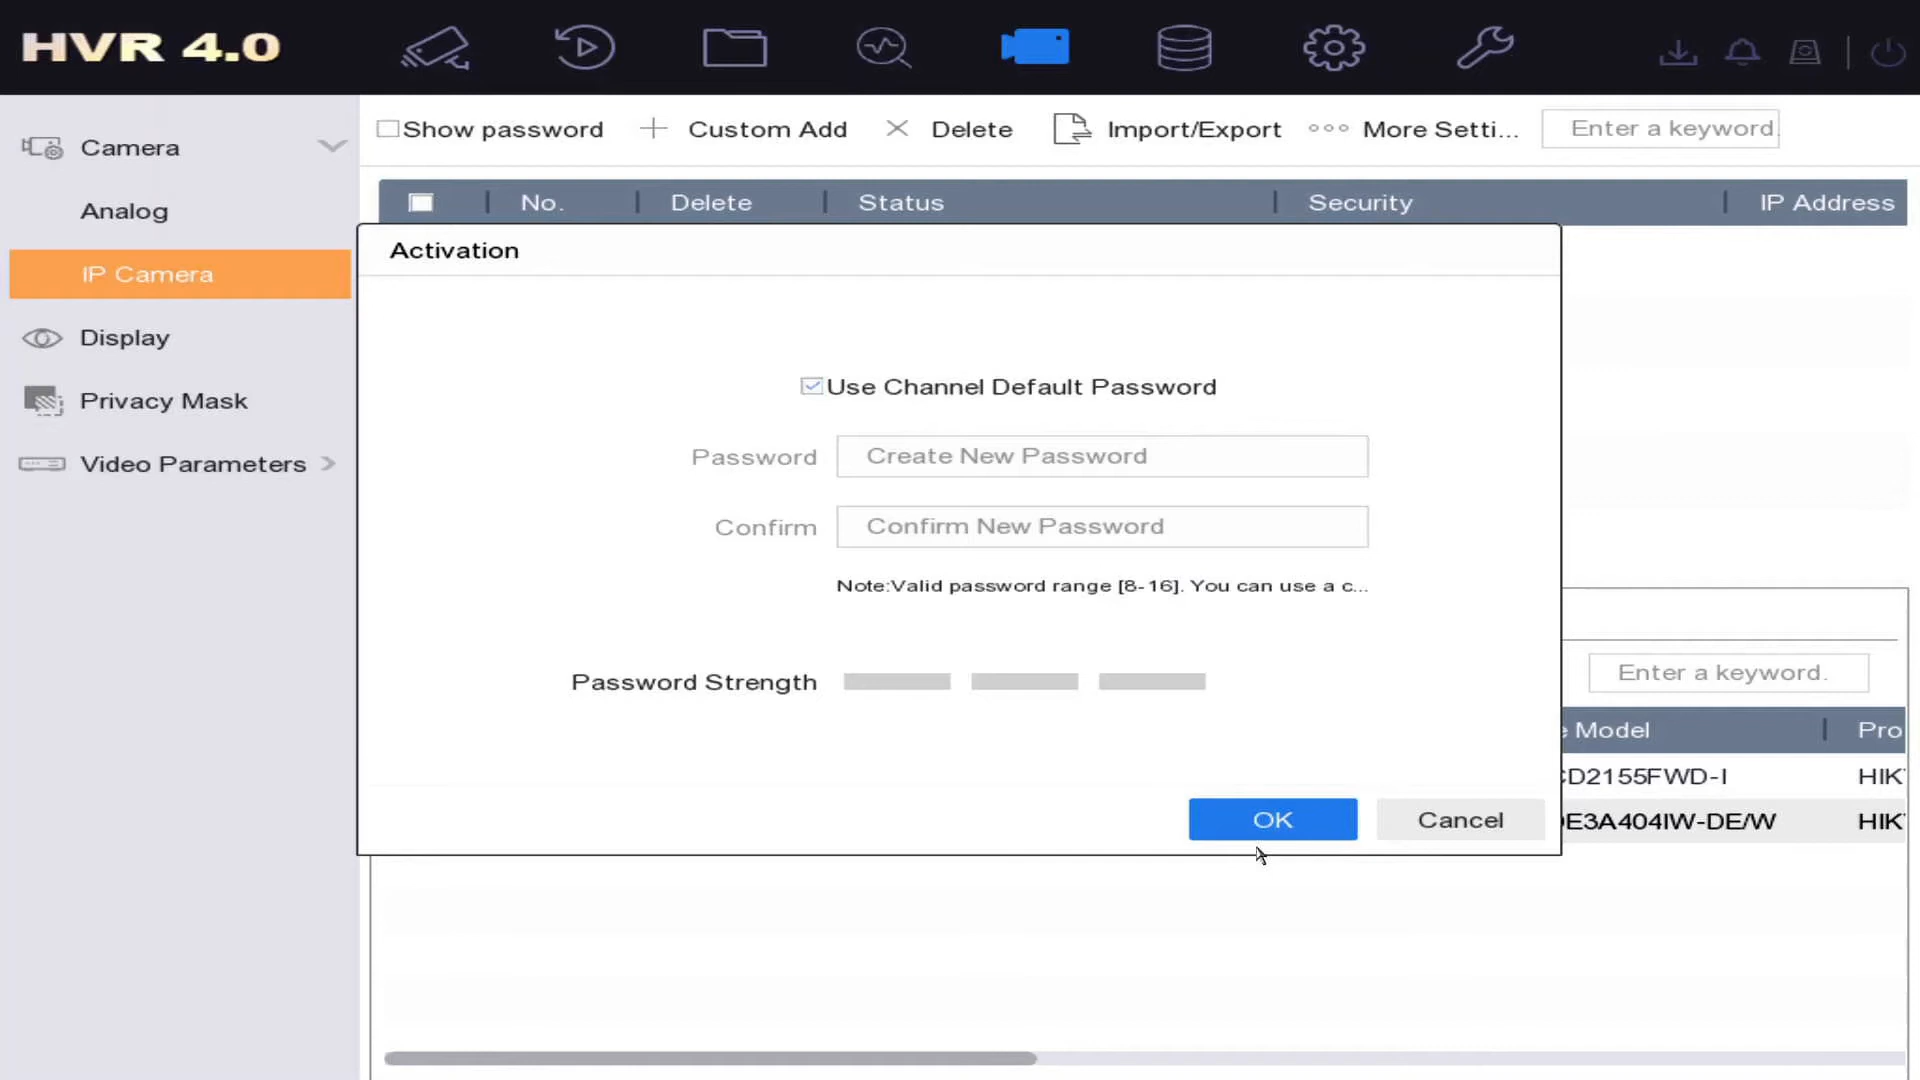 HVR 4.0
Show password Custom Add Delete Import/Export More Setti... Enter a keyword.
Camera
Analog
IP Camera
Display
Privacy Mask
Video Parameters
No. Delete Status Security IP Address
Activation
Use Channel Default Password
Password Create New Password
Confirm Confirm New Password
Note:Valid password range [8-16]. You can use a c...
Password Strength
OK Cancel
Enter a keyword.
e Model Pro
CD2155FWD-I HIK
DE3A404IW-DE/W HIK